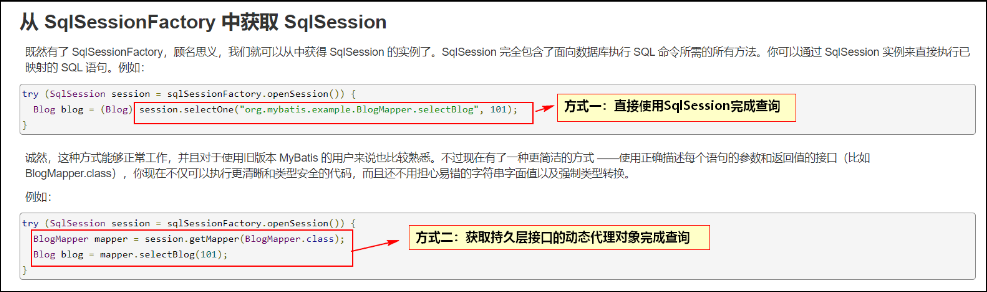 从 SqlSessionFactory 中获取 SqlSession
既然有了 SqlSessionFactory，顾名思义，我们就可以从中获得 SqlSession 的实例了。SqlSession 完全包含了面向数据库执行 SQL 命令所需的所有方法。你可以通过 SqlSession 实例来直接执行已
映射的 SQL 语句。例如：
try (SqlSession session = sqlSessionFactory.openSession()) {
Blog blog = (Blog) session.selectOne("org.mybatis.example.BlogMapper.selectBlog", 101);
方式一：直接使用SqlSession完成查询
}
诚然，这种方式能够正常工作，并且对于使用旧版本 MyBatis 的用户来说也比较熟悉。不过现在有了一种更简洁的方式 ——使用正确描述每个语句的参数和返回值的接口（比如
BlogMapper.class），你现在不仅可以执行更清晰和类型安全的代码，而且还不用担心易错的字符串字面值以及强制类型转换。
例如：
try (SqlSession session = sqlSessionFactory.openSession()) {
BlogMapper mapper = session.getMapper(BlogMapper.class);
方式二：获取持久层接口的动态代理对象完成查询
Blog blog = mapper.selectBlog(101);
}